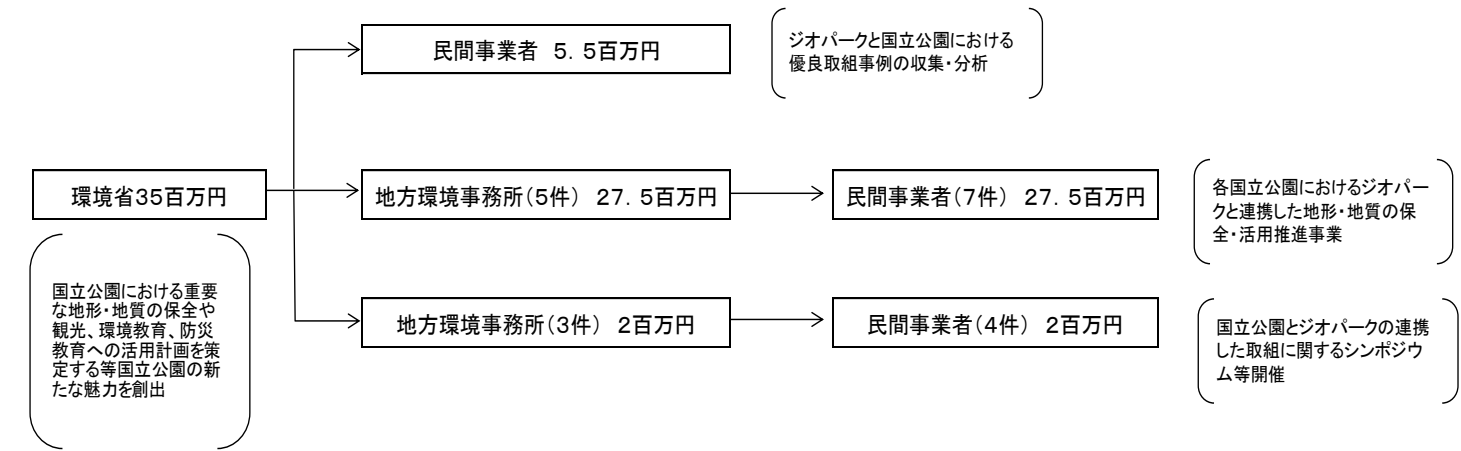 民間事業者 5.5百万円
ジオパークと国立公園における
優良取組事例の収集・分析
環境省35百万円
地方環境事務所(5件) 27.5百万円
民間事業者(7件) 27.5百万円
各国立公園におけるジオパー
クと連携した地形・地質の保
全・活用推進事業
国立公園における重要
な地形・地質の保全や
観光、環境教育、防災
教育への活用計画を策
定する等国立公園の新
たな魅力を創出
地方環境事務所(3件) 2百万円
民間事業者(4件) 2百万円
国立公園とジオパークの連携
した取組に関するシンポジウ
ム等開催